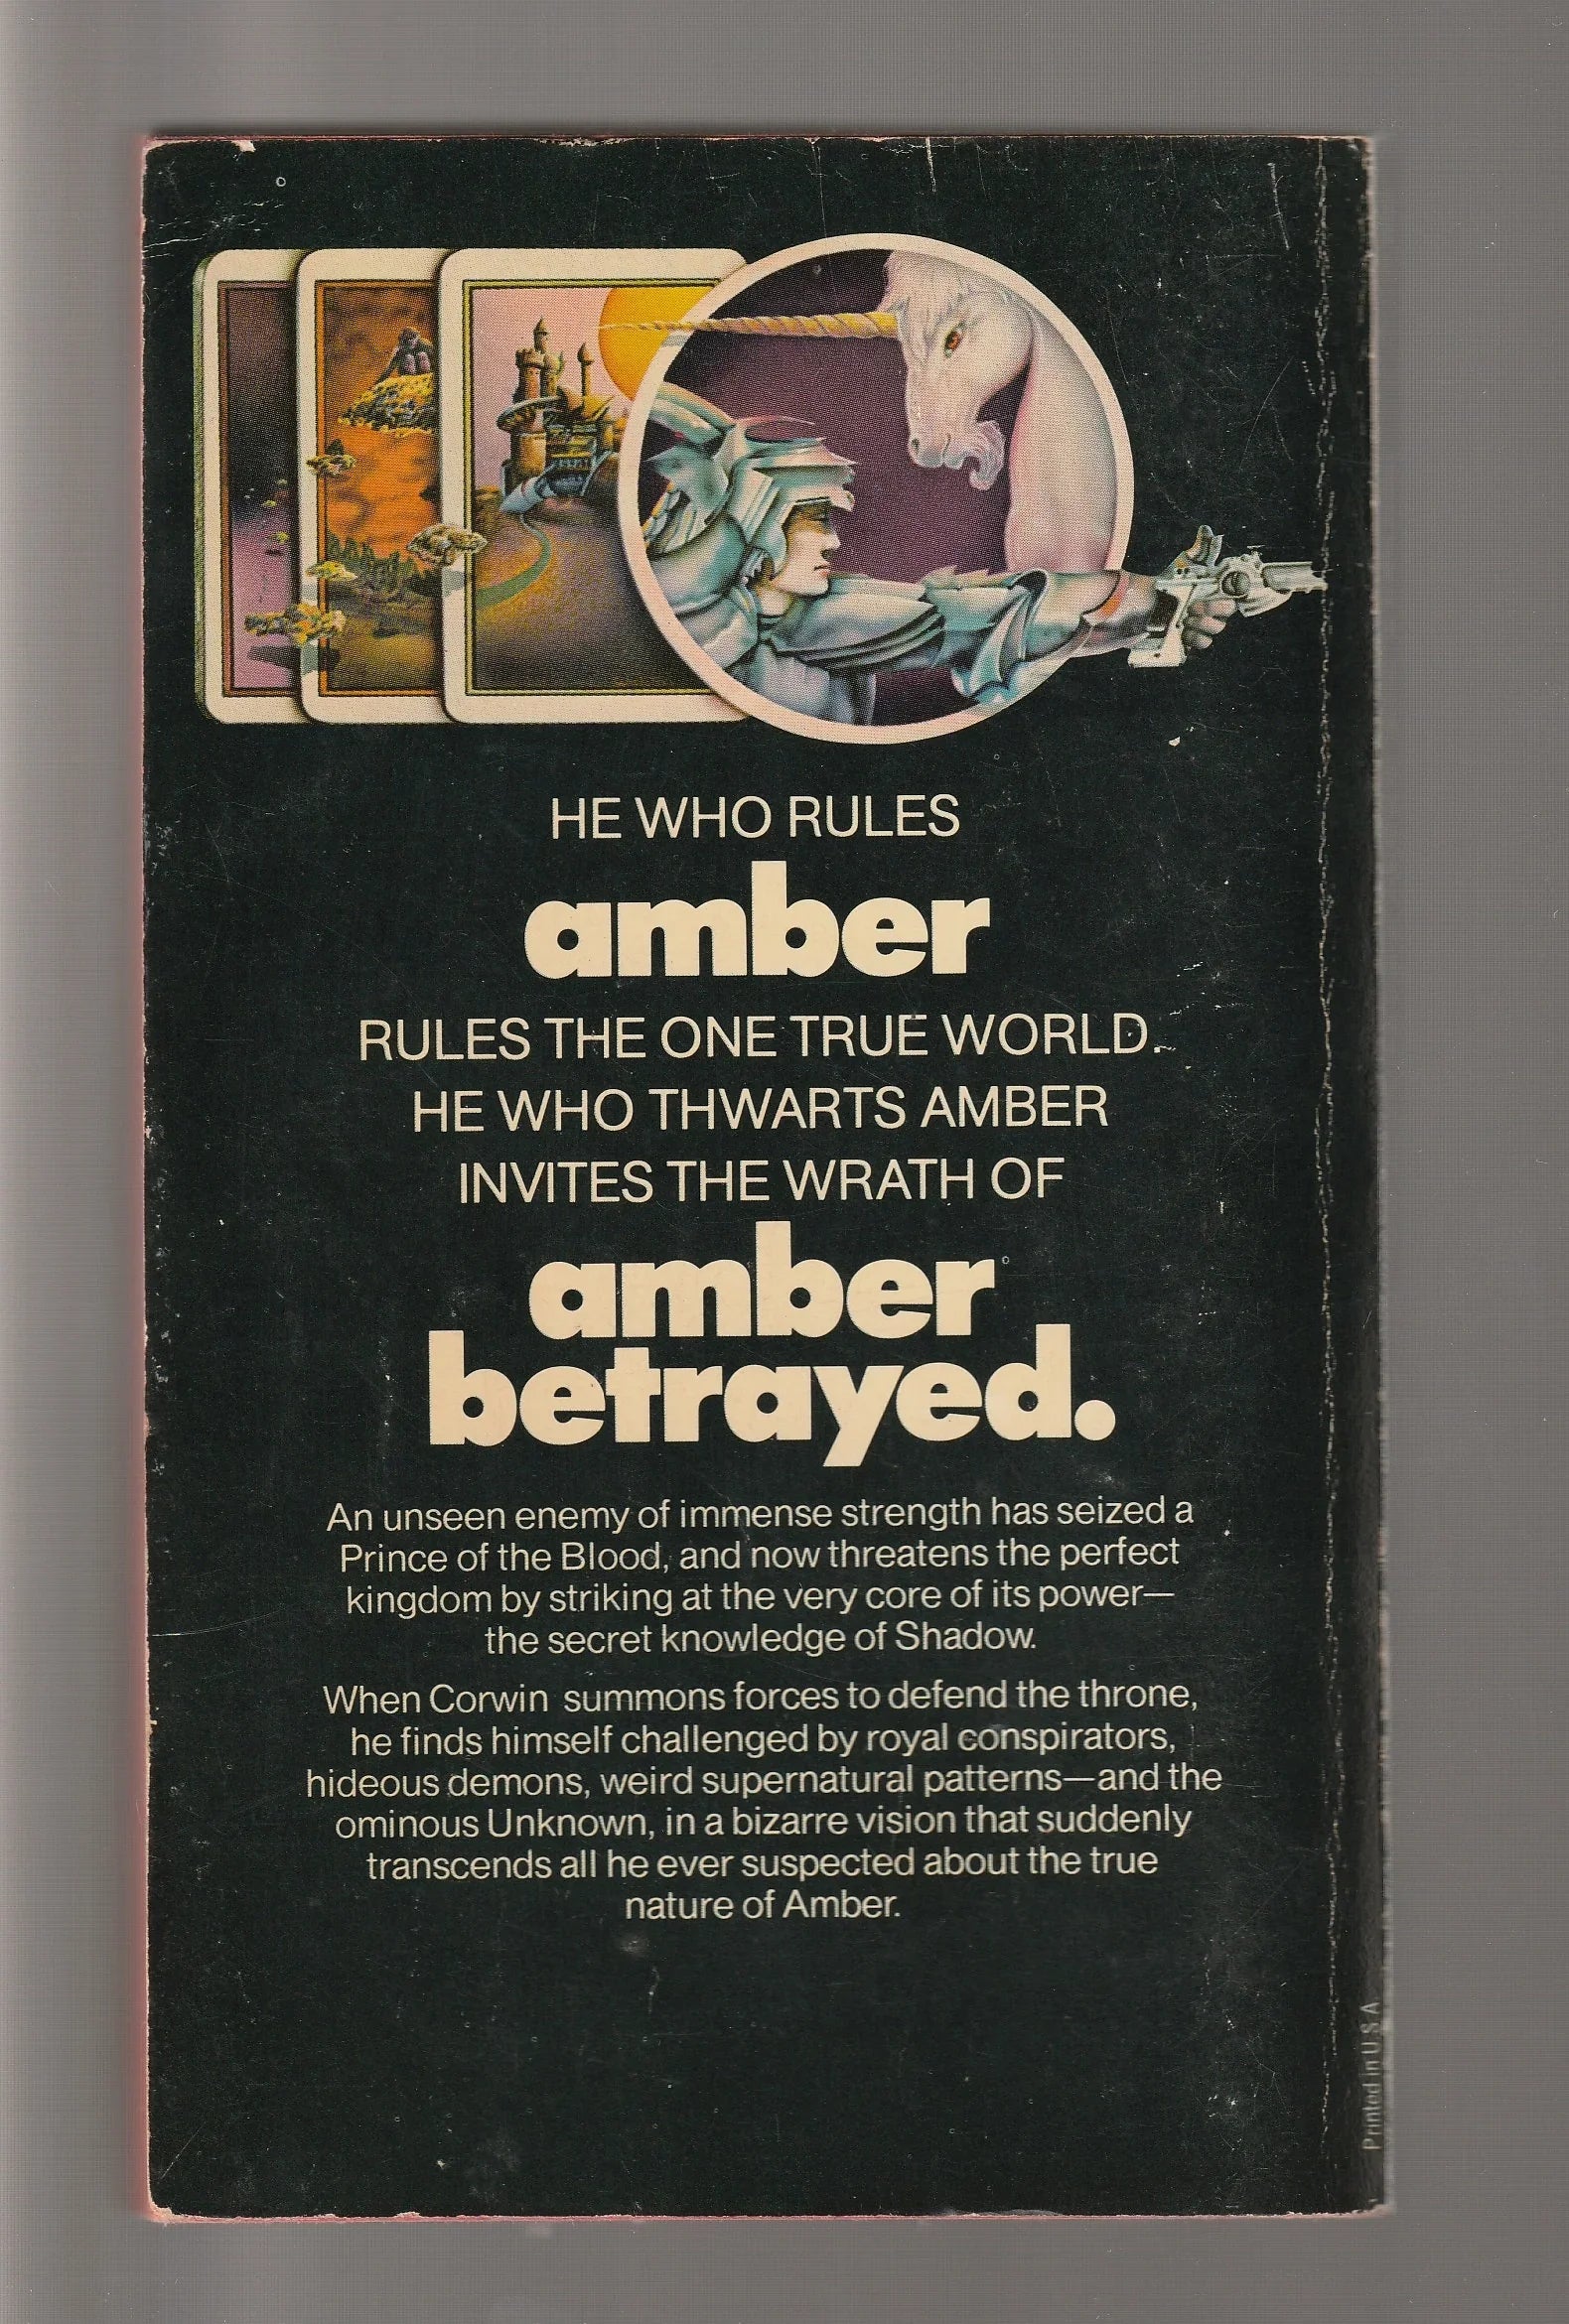 HE WHO RULES
amber
RULES THE ONE TRUE WORLD.
HE WHO THWARTS AMBER
INVITES THE WRATH OF
amber
betrayed.
An unseen enemy of immense strength has seized a
Prince of the Blood, and now threatens the perfect
kingdom by striking at the very core of its power—
the secret knowledge of Shadow.
When Corwin summons forces to defend the throne,
he finds himself challenged by royal conspirators,
hideous demons, weird supernatural patterns—and the
ominous Unknown, in a bizarre vision that suddenly
transcends all he ever suspected about the true
nature of Amber.
Printed in U S A